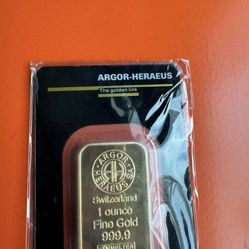 ARGOR-HERAEUS
The golden link
ARGOR
HERAEUS
Switzerland
1 ounce
Fine Gold
999.9